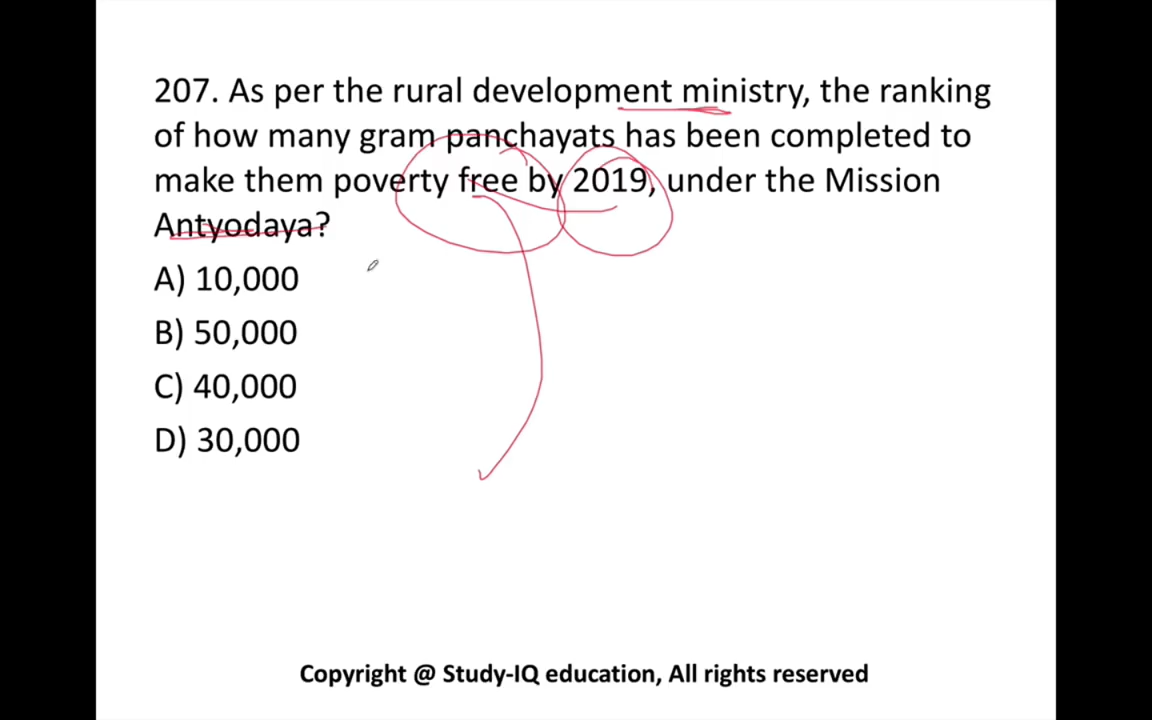 207. As per the rural development ministry, the ranking
of how many gram panchayats has been completed to
make them poverty free by 2019, under the Mission
Antyodaya?
A) 10,000
B) 50,000
C) 40,000
D) 30,000
Copyright @ Study-IQ education, All rights reserved